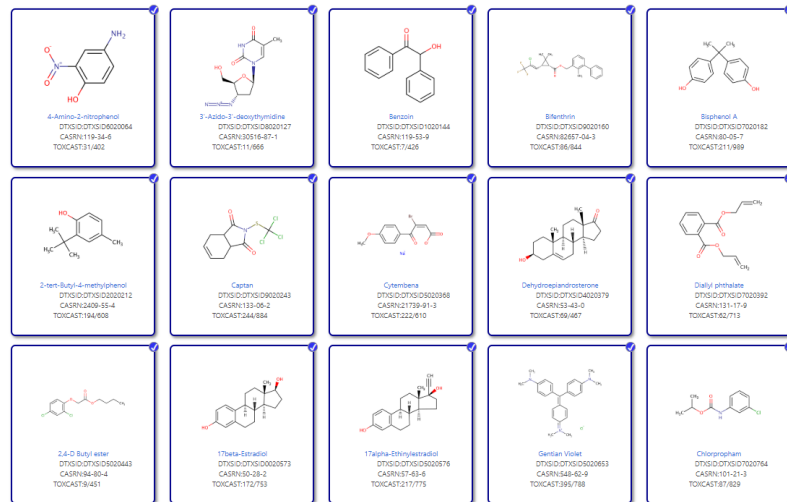 4-Amino-2-nitrophenol
DTXSID:DTXSID6020064
CASRN:119-34-6
TOXCAST:31/402
3'-Azido-3'-deoxythymidine
DTXSID:DTXSID8020127
CASRN:30516-87-1
TOXCAST:11/666
Benzoin
DTXSID:DTXSID1020144
CASRN:119-53-9
TOXCAST:7/426
Bifenthrin
DTXSID:DTXSID9020160
CASRN:82657-04-3
TOXCAST:86/844
Bisphenol A
DTXSID:DTXSID7020182
CASRN:80-05-7
TOXCAST:211/989
2-tert-Butyl-4-methylphenol
DTXSID:DTXSID2020212
CASRN:2409-55-4
TOXCAST:194/608
Captan
DTXSID:DTXSID9020243
CASRN:133-06-2
TOXCAST:244/884
Cytembena
DTXSID:DTXSID5020368
CASRN:21739-91-3
TOXCAST:222/610
Dehydroepiandrosterone
DTXSID:DTXSID4020379
CASRN:53-43-0
TOXCAST:69/467
Diallyl phthalate
DTXSID:DTXSID7020392
CASRN:131-17-9
TOXCAST:62/713
2,4-D Butyl ester
DTXSID:DTXSID5020443
CASRN:94-80-4
TOXCAST:9/451
17beta-Estradiol
DTXSID:DTXSID0020573
CASRN:50-28-2
TOXCAST:172/753
17alpha-Ethinylestradiol
DTXSID:DTXSID5020576
CASRN:57-63-6
TOXCAST:217/775
Gentian Violet
DTXSID:DTXSID5020653
CASRN:548-62-9
TOXCAST:395/788
Chlorpropham
DTXSID:DTXSID7020764
CASRN:101-21-3
TOXCAST:87/829